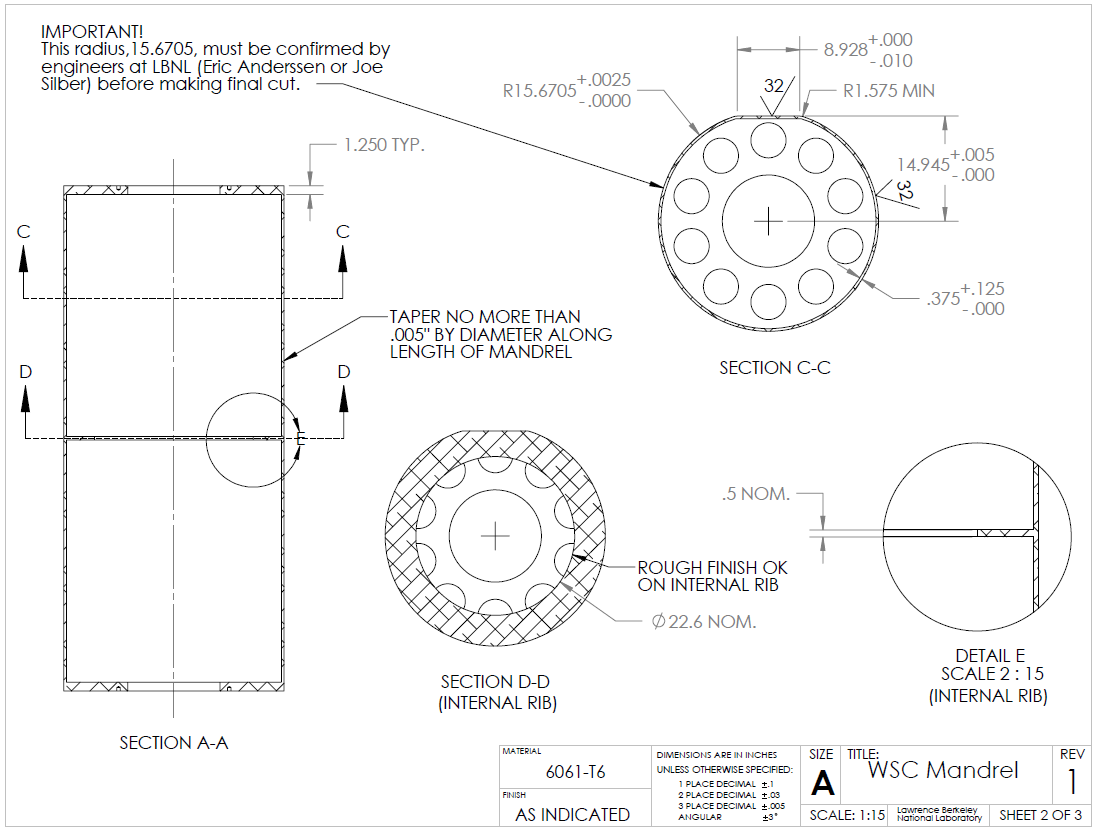 IMPORTANT!
This radius,15.6705, must be confirmed by
engineers at LBNL (Eric Anderssen or Joe
Silber) before making final cut.
8.928+.000
-.010
R15.6705+.0025
-.0000
32
R1.575 MIN
1.250 TYP.
14.945+.005
-.000
32
C
C
.375+.125
-.000
TAPER NO MORE THAN
.005" BY DIAMETER ALONG
LENGTH OF MANDREL
SECTION C-C
D
D
E
.5 NOM.
ROUGH FINISH OK
ON INTERNAL RIB
Ø22.6 NOM.
SECTION D-D
(INTERNAL RIB)
DETAIL E
SCALE 2 : 15
(INTERNAL RIB)
SECTION A-A
MATERIAL
6061-T6
FINISH
AS INDICATED
DIMENSIONS ARE IN INCHES
UNLESS OTHERWISE SPECIFIED:
1 PLACE DECIMAL ±.1
2 PLACE DECIMAL ±.03
3 PLACE DECIMAL ±.005
ANGULAR ±3°
SIZE
A
TITLE:
WSC Mandrel
REV
1
SCALE: 1:15
Lawrence Berkeley
National Laboratory
SHEET 2 OF 3